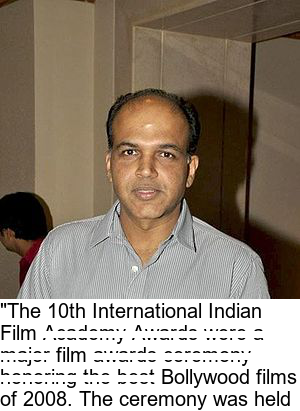 "The 10th International Indian
Film Academy Awards were a
major film awards ceremony
honoring the best Bollywood films
of 2008. The ceremony was held